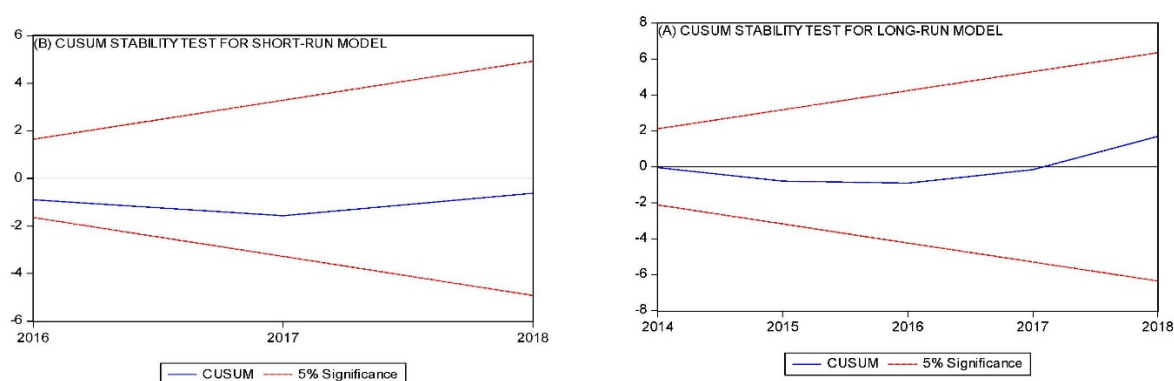 (B) CUSUM STABILITY TEST FOR SHORT-RUN MODEL
6
4
2
0
-2
-4
-6
2016 2017 2018
CUSUM 5% Significance
(A) CUSUM STABILITY TEST FOR LONG-RUN MODEL
8
6
4
2
0
-2
-4
-6
-8
2014 2015 2016 2017 2018
CUSUM 5% Significance